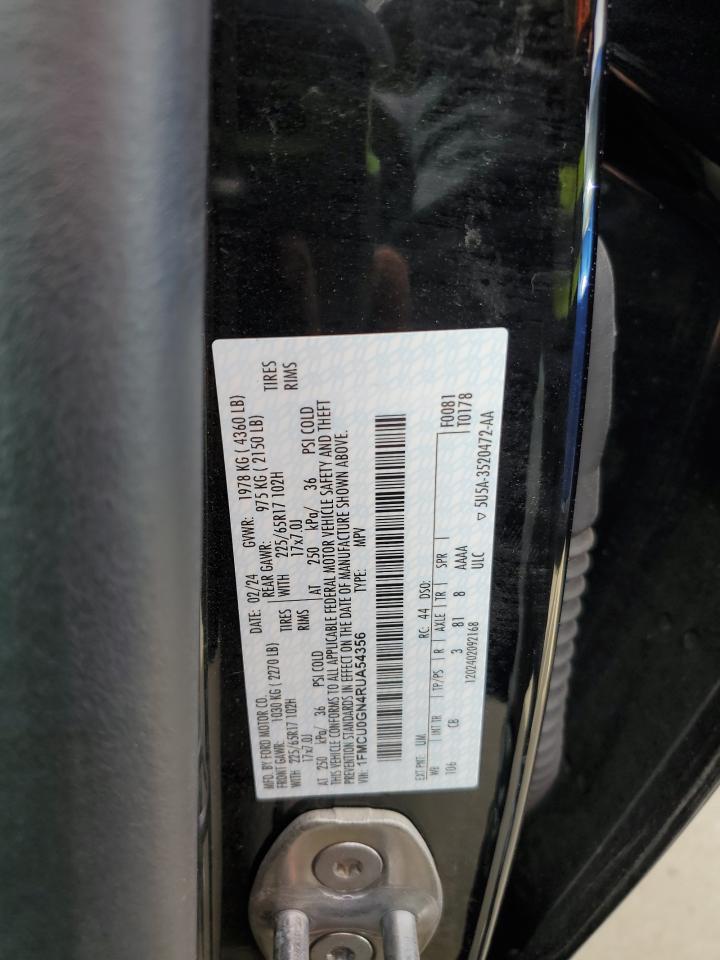 MFD. BY FORD MOTOR CO.
DATE: 02/24 GVWR: 1978 KG ( 4360 LB)
FRONT GAWR: 1030 KG ( 2270 LB) REAR GAWR: 975 KG ( 2150 LB)
WITH 225/65R17 102H TIRES WITH 225/65R17 102H TIRES
17x7.0J RIMS 17x7.0J RIMS
AT 250 kPa/ 36 PSI COLD AT 250 kPa/ 36 PSI COLD
THIS VEHICLE CONFORMS TO ALL APPLICABLE FEDERAL MOTOR VEHICLE SAFETY AND THEFT
PREVENTION STANDARDS IN EFFECT ON THE DATE OF MANUFACTURE SHOWN ABOVE.
VIN: 1FMCU0GN4RUA54356 TYPE: MPV
EXT PNT: UM RC: 44 DSO: F0081
WB INT TR TP/PS R AXLE TR SPR T0178
106 CB 3 81 8 AAAA
1202402092168 ULC ▽ 5U5A-3520472-AA